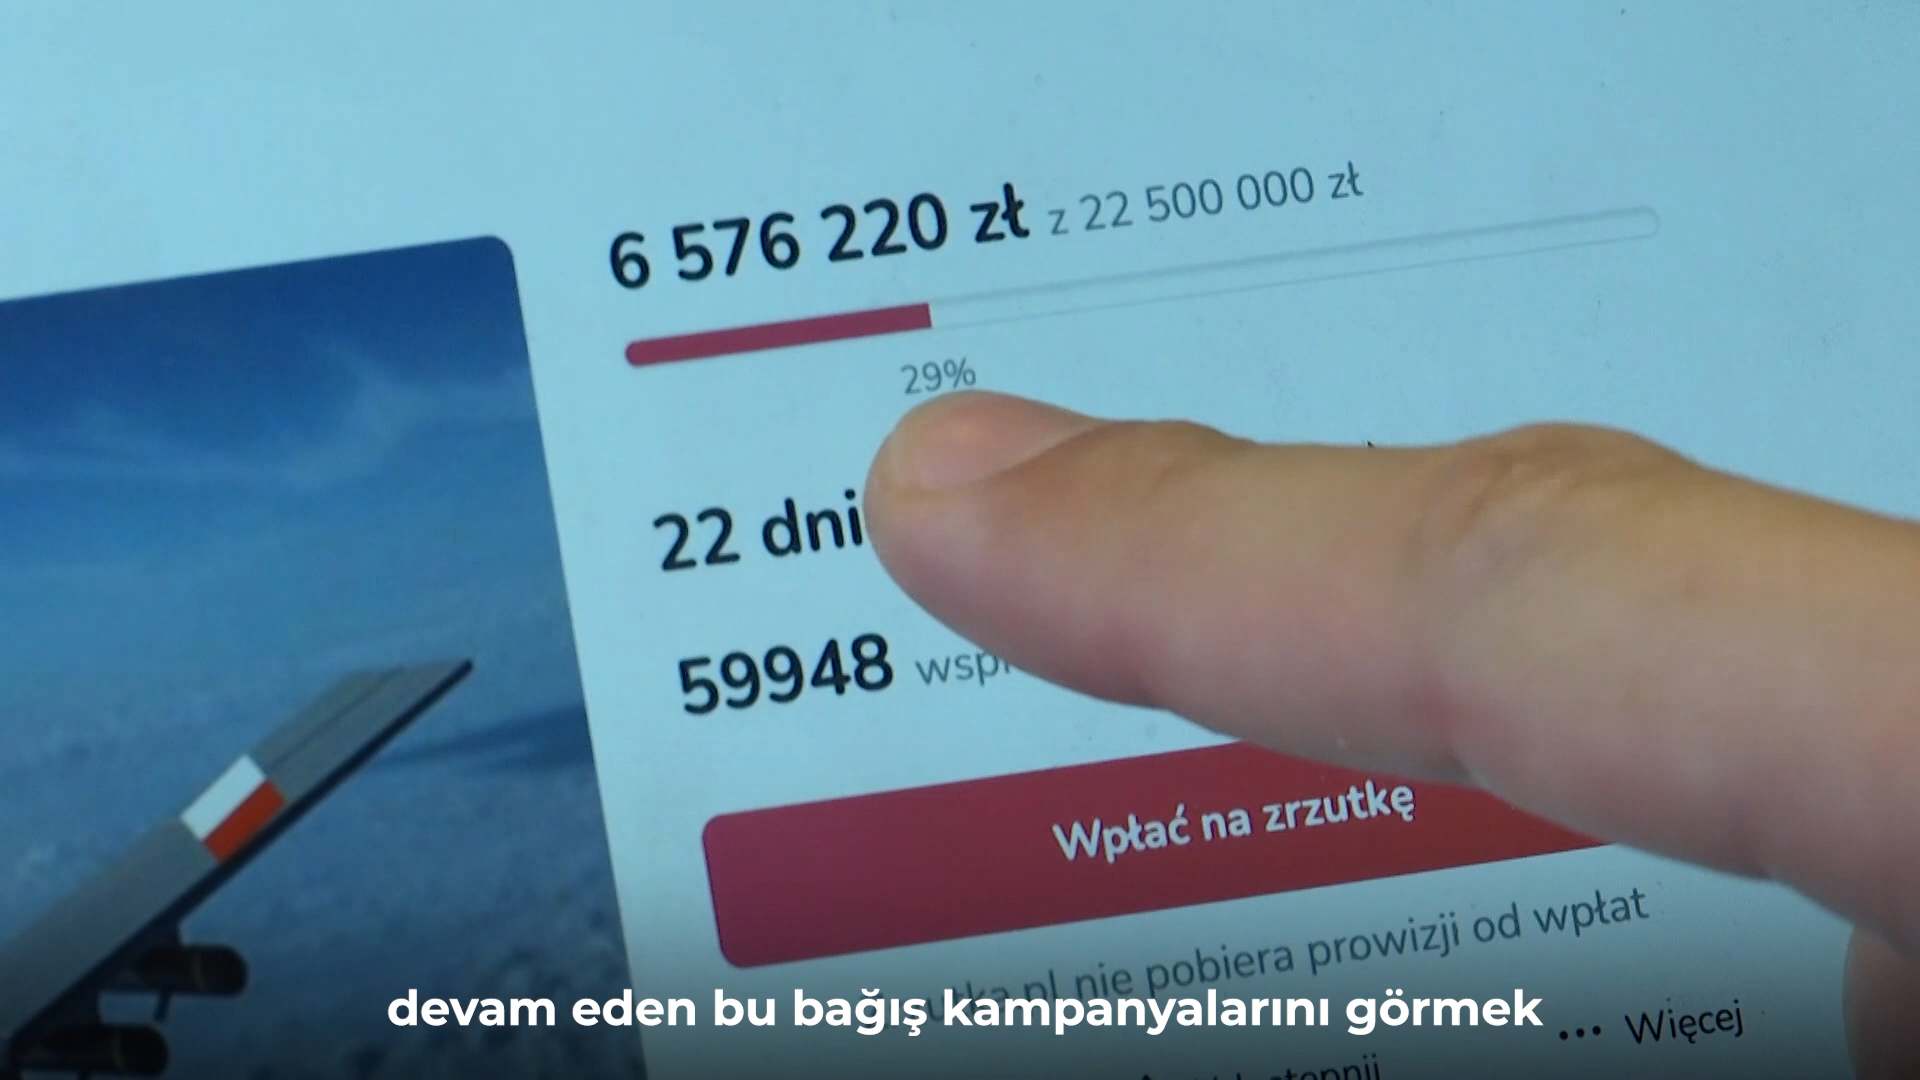 6 576 220 zł z 22 500 000 zł
29%
22 dni
59948
Wpłać na zrzutkę
nie pobiera prowizji od wpłat
devam eden bu bağış kampanyalarını görmek
••• Więcej